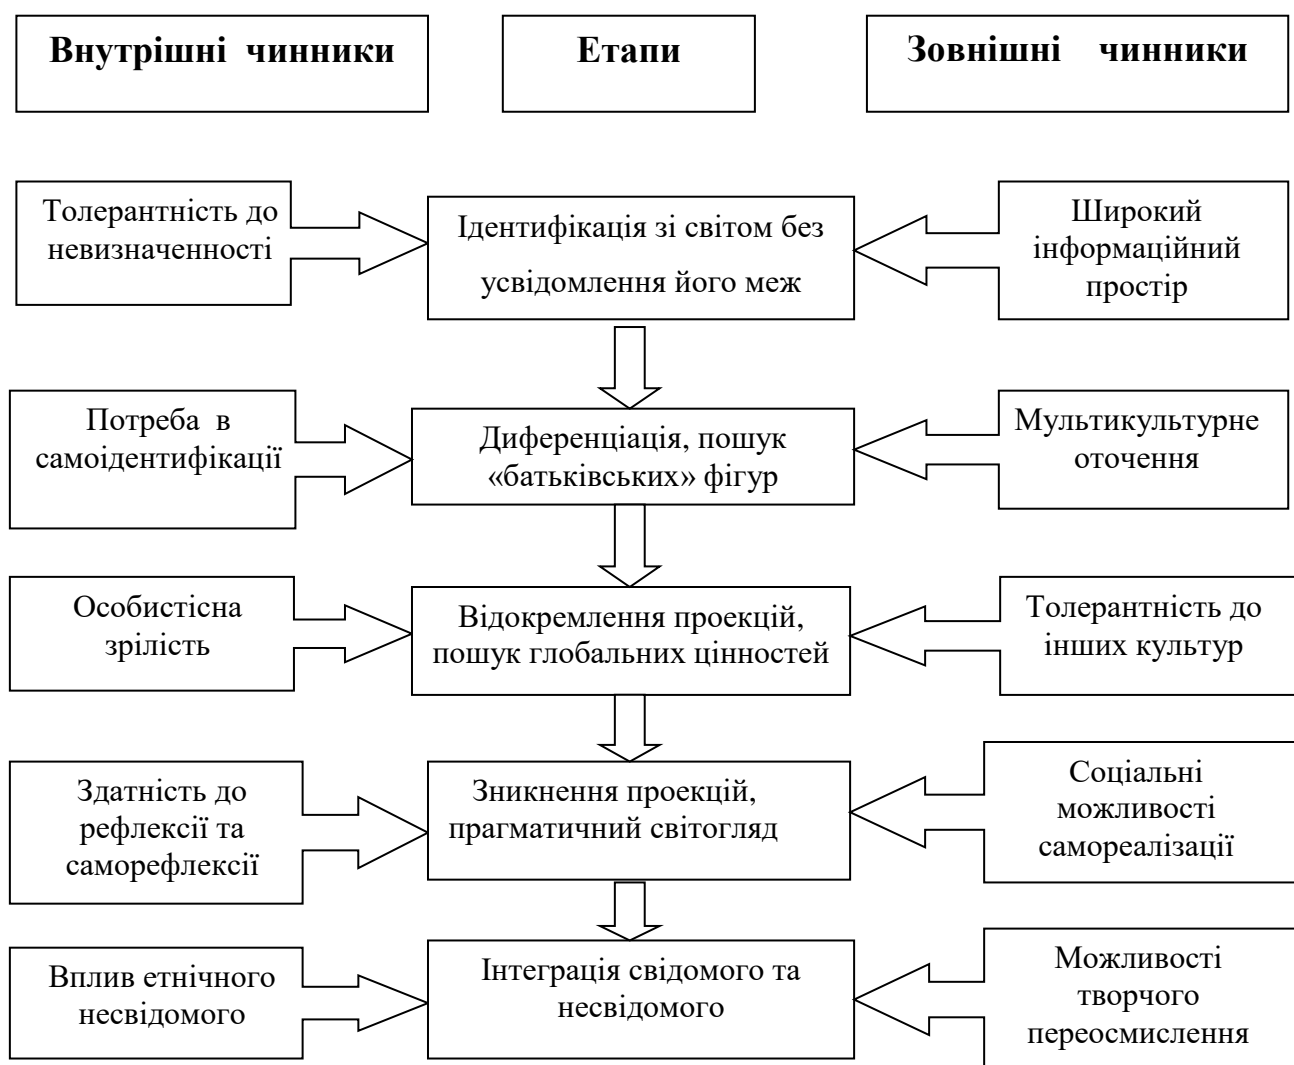 Внутрішні чинники
Етапи
Зовнішні чинники
Толерантність до
невизначенності
Ідентифікація зі світом без
усвідомлення його меж
Широкий
інформаційний
простір
Потреба в
самоідентифікації
Диференціація, пошук
«батьківських» фігур
Мультикультурне
оточення
Особистісна
зрілість
Відокремлення проекцій,
пошук глобальних цінностей
Толерантність до
інших культур
Здатність до
рефлексії та
саморефлексії
Зникнення проекцій,
прагматичний світогляд
Соціальні
можливості
самореалізації
Вплив етнічного
несвідомого
Інтеграція свідомого та
несвідомого
Можливості
творчого
переосмислення